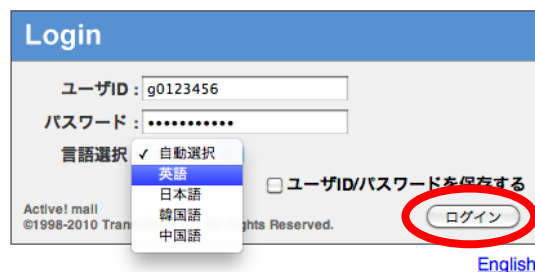 Login
ユーザID : g0123456
パスワード : •••••••••••
言語選択 ✓ 自動選択
英語
日本語
韓国語
中国語
ユーザID/パスワードを保存する
Active! mail
©1998-2010 Tran
hts Reserved.
ログイン
English